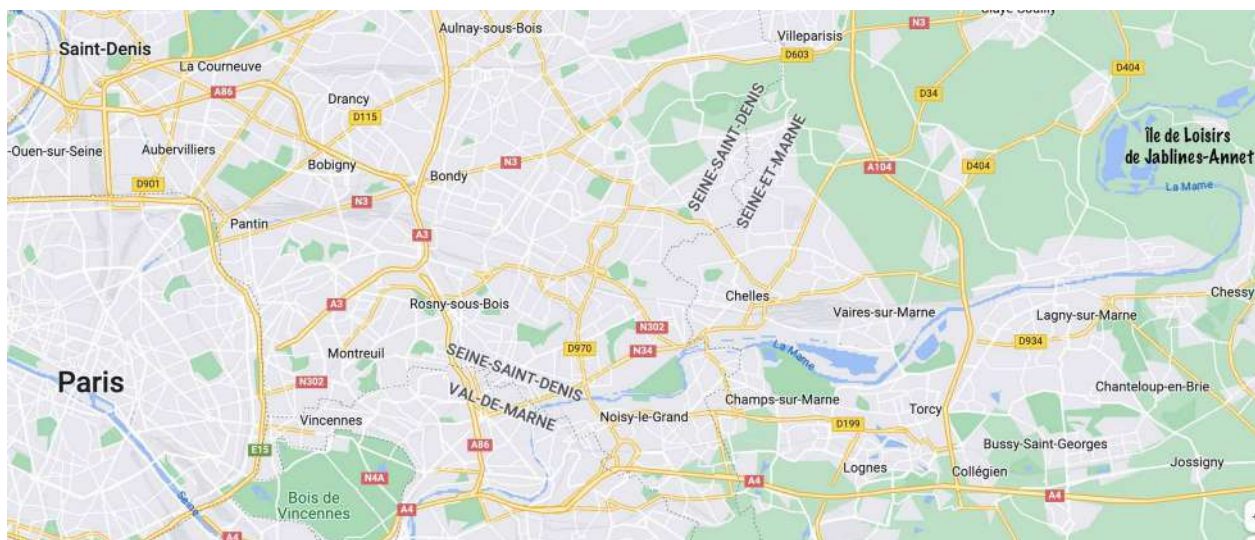 Claye Souilly
N3
Aulnay-sous-Bois
Villeparisis
Saint-Denis
D603
La Courneuve
D404
A86
D34
Drancy
D115
SEINE-SAINT-DENIS
SEINE-ET-MARNE
île de Loisirs
de Jablines-Annet
-Ouen-sur-Seine
Aubervilliers
Bobigny
N3
A104
D404
D901
Bondy
La Marne
N3
Pantin
A3
Chelles
Chessy
A3
Rosny-sous-Bois
Vaires-sur-Marne
Lagny-sur-Marne
N302
D970
N34
La Marne
D934
Montreuil
SEINE-SAINT-DENIS
Paris
N302
VAL-DE-MARNE
Chanteloup-en-Brie
Champs-sur-Marne
Vincennes
Noisy-le-Grand
Torcy
D199
E15
A86
Bussy-Saint-Georges
Lognes
Collégien
Jossigny
N4A
A4
Seine
Bois de
Vincennes
A4
A4
A4